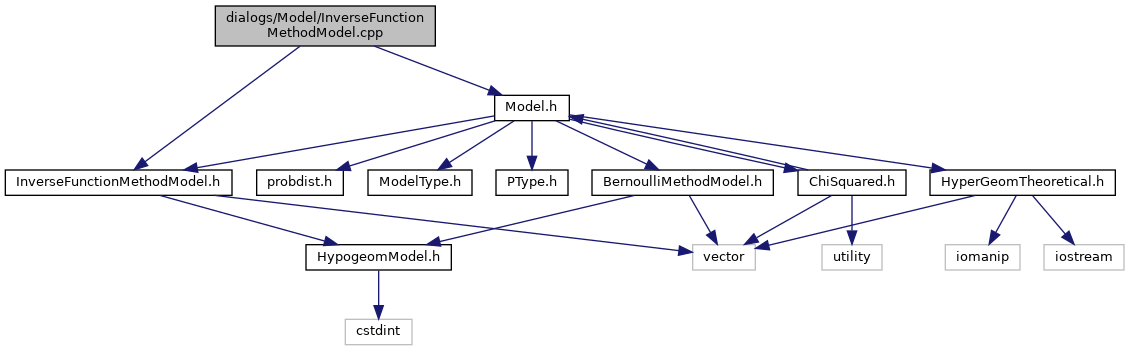 dialogs/Model/InverseFunction
MethodModel.cpp
Model.h
InverseFunctionMethodModel.h
probdist.h
ModelType.h
PType.h
BernoulliMethodModel.h
ChiSquared.h
HyperGeomTheoretical.h
HypogeomModel.h
vector
utility
iomanip
iostream
cstdint